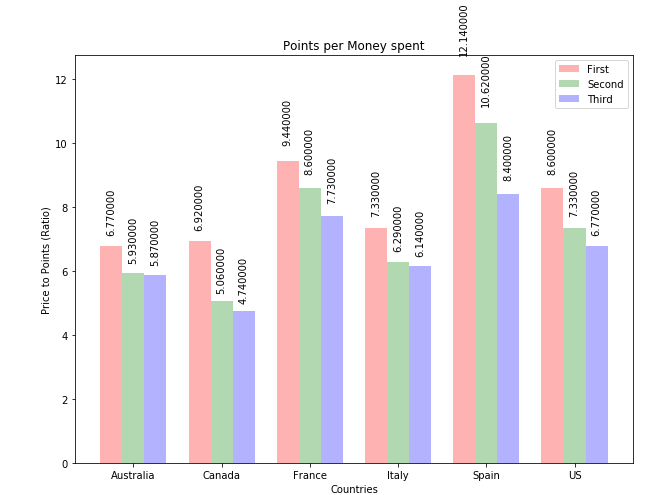 Points per Money spent
First
Second
Third
Price to Points (Ratio)
12
10
8
6
4
2
0
6.770000
5.930000
5.870000
6.920000
5.060000
4.740000
9.440000
8.600000
7.730000
7.330000
6.290000
6.140000
12.140000
10.620000
8.400000
8.600000
7.330000
6.770000
Australia
Canada
France
Italy
Spain
US
Countries